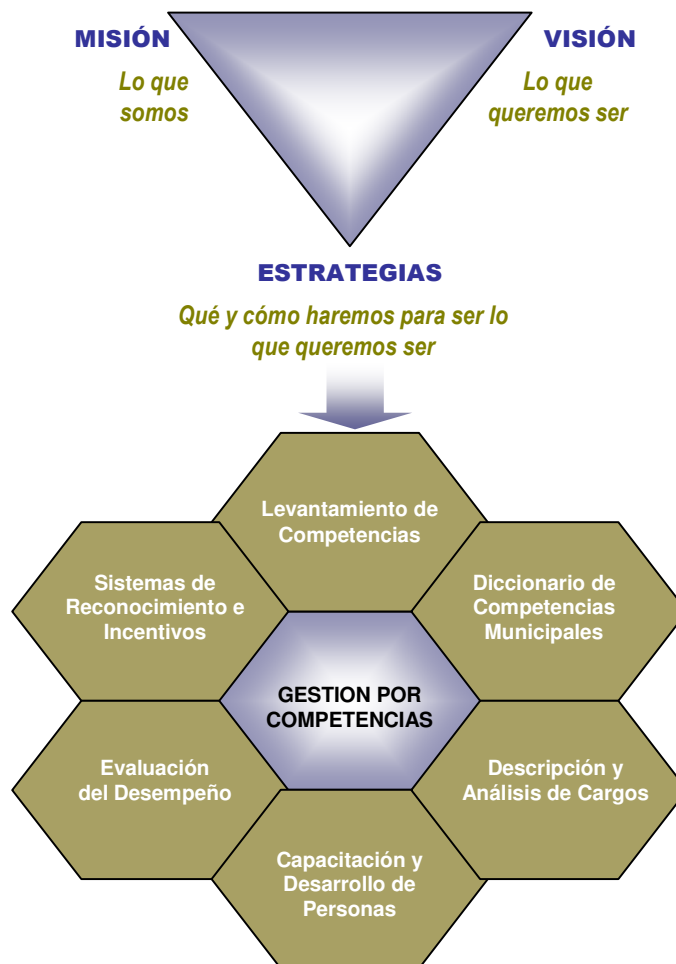 MISIÓN
Lo que
somos
VISIÓN
Lo que
queremos ser
ESTRATEGIAS
Qué y cómo haremos para ser lo
que queremos ser
Levantamiento de
Competencias
Sistemas de
Reconocimiento e
Incentivos
Diccionario de
Competencias
Municipales
GESTION POR
COMPETENCIAS
Evaluación
del Desempeño
Descripción y
Análisis de Cargos
Capacitación y
Desarrollo de
Personas